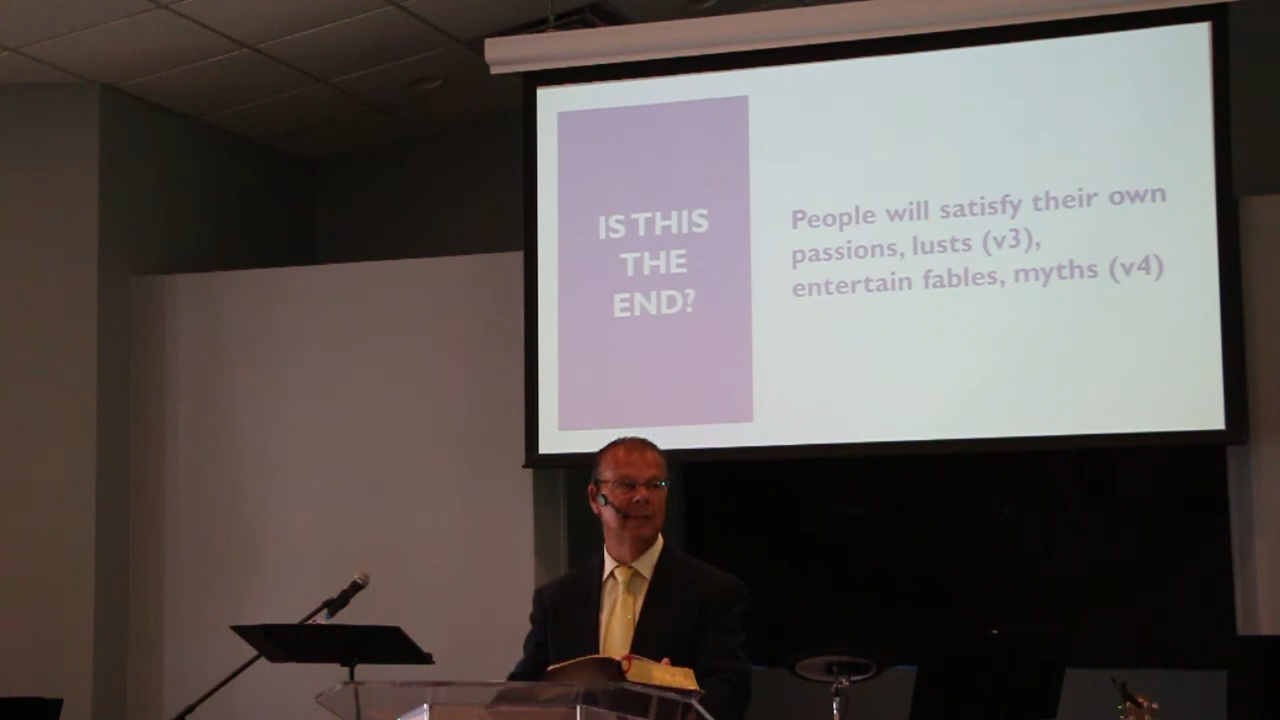 IS THIS
THE
END?
People will satisfy their own
passions, lusts (v3),
entertain fables, myths (v4)